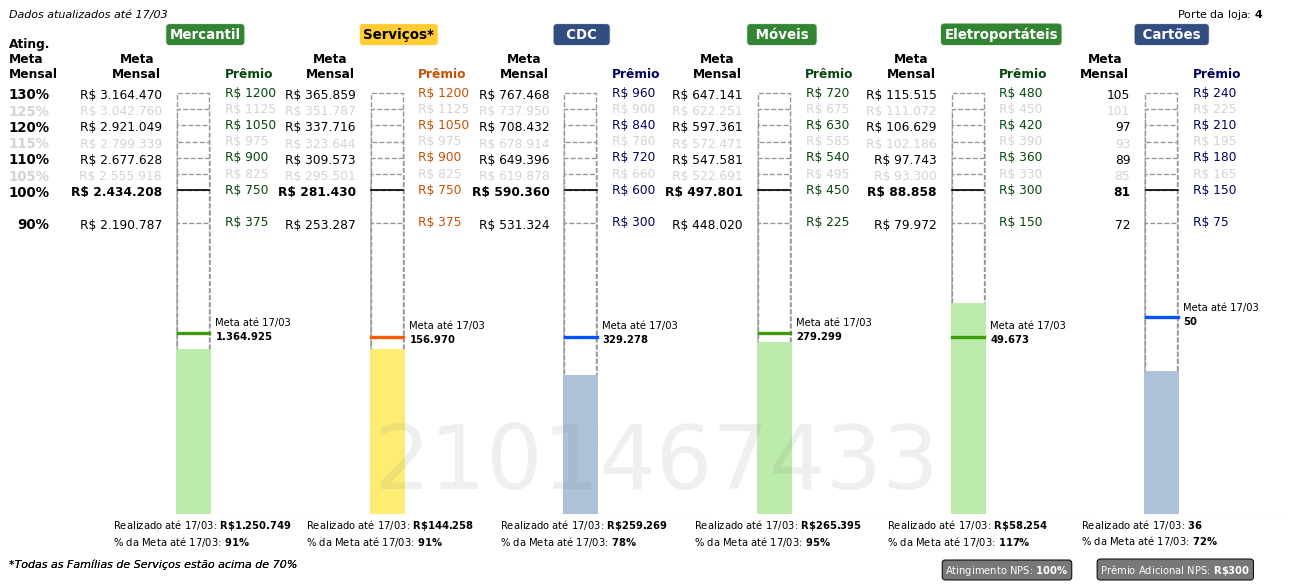 Dados atualizados até 17/03
Porte da loja: 4
Mercantil Serviços* CDC Móveis Eletroportáteis Cartões
Ating. Meta Mensal
Meta Mensal Prêmio Meta Mensal Prêmio Meta Mensal Prêmio Meta Mensal Prêmio Meta Mensal Prêmio Meta Mensal Prêmio
130% R$ 3.164.470 R$ 1200 R$ 365.859 R$ 1200 R$ 767.468 R$ 960 R$ 647.141 R$ 720 R$ 115.515 R$ 480 105 R$ 240
125% R$ 3.042.760 R$ 1125 R$ 351.787 R$ 1125 R$ 737.950 R$ 900 R$ 622.251 R$ 675 R$ 111.072 R$ 450 101 R$ 225
120% R$ 2.921.049 R$ 1050 R$ 337.716 R$ 1050 R$ 708.432 R$ 840 R$ 597.361 R$ 630 R$ 106.629 R$ 420 97 R$ 210
115% R$ 2.799.339 R$ 975 R$ 323.644 R$ 975 R$ 678.914 R$ 780 R$ 572.471 R$ 585 R$ 102.186 R$ 390 93 R$ 195
110% R$ 2.677.628 R$ 900 R$ 309.573 R$ 900 R$ 649.396 R$ 720 R$ 547.581 R$ 540 R$ 97.743 R$ 360 89 R$ 180
105% R$ 2.555.918 R$ 825 R$ 295.501 R$ 825 R$ 619.878 R$ 660 R$ 522.691 R$ 495 R$ 93.300 R$ 330 85 R$ 165
100% R$ 2.434.208 R$ 750 R$ 281.430 R$ 750 R$ 590.360 R$ 600 R$ 497.801 R$ 450 R$ 88.858 R$ 300 81 R$ 150
90% R$ 2.190.787 R$ 375 R$ 253.287 R$ 375 R$ 531.324 R$ 300 R$ 448.020 R$ 225 R$ 79.972 R$ 150 72 R$ 75
Meta até 17/03 Meta até 17/03 Meta até 17/03 Meta até 17/03 Meta até 17/03 Meta até 17/03
1.364.925 156.970 329.278 279.299 49.673 50
2101467433
Realizado até 17/03: R$1.250.749 Realizado até 17/03: R$144.258 Realizado até 17/03: R$259.269 Realizado até 17/03: R$265.395 Realizado até 17/03: R$58.254 Realizado até 17/03: 36
% da Meta até 17/03: 91% % da Meta até 17/03: 91% % da Meta até 17/03: 78% % da Meta até 17/03: 95% % da Meta até 17/03: 117% % da Meta até 17/03: 72%
*Todas as Famílias de Serviços estão acima de 70%
Atingimento NPS: 100% Prêmio Adicional NPS: R$300